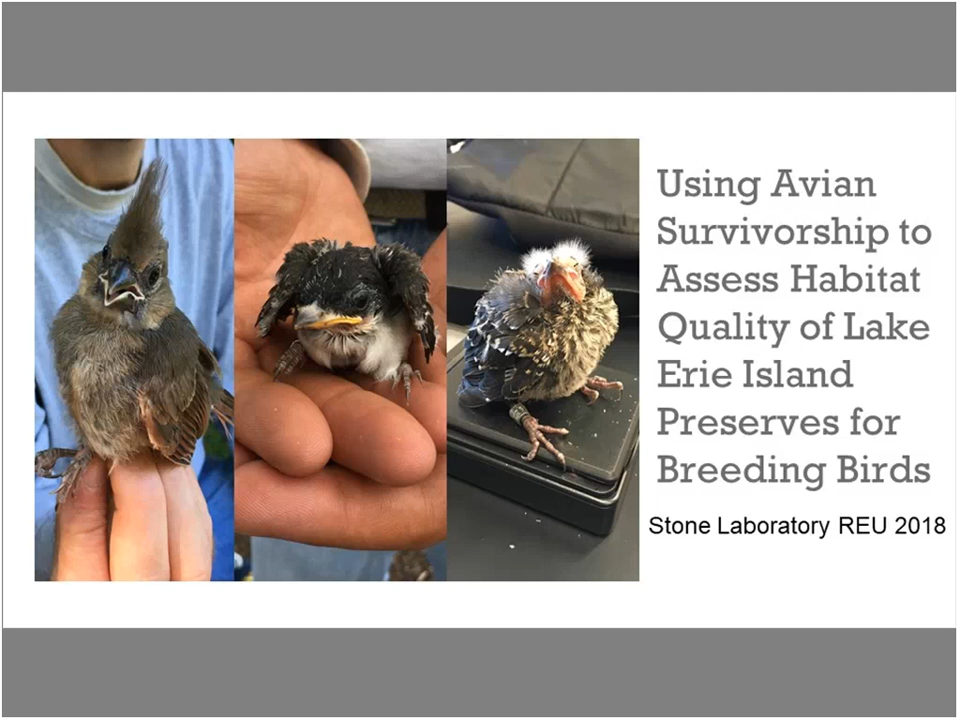 Using Avian
Survivorship to
Assess Habitat
Quality of Lake
Erie Island
Preserves for
Breeding Birds
Stone Laboratory REU 2018